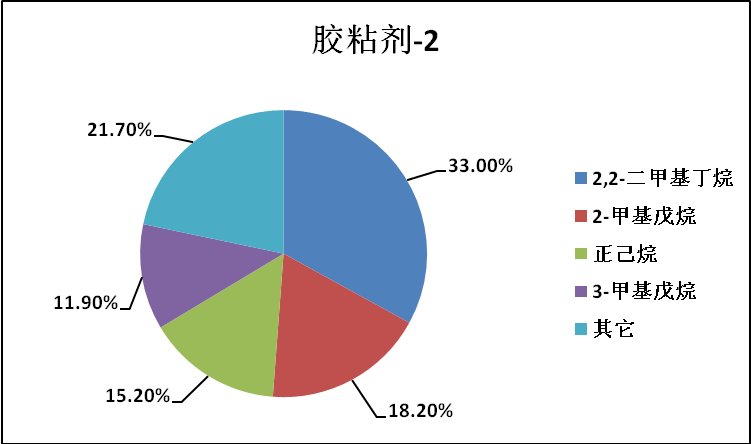 胶粘剂-2
21.70%
33.00%
11.90%
15.20%
18.20%
2,2-二甲基丁烷
2-甲基戊烷
正己烷
3-甲基戊烷
其它